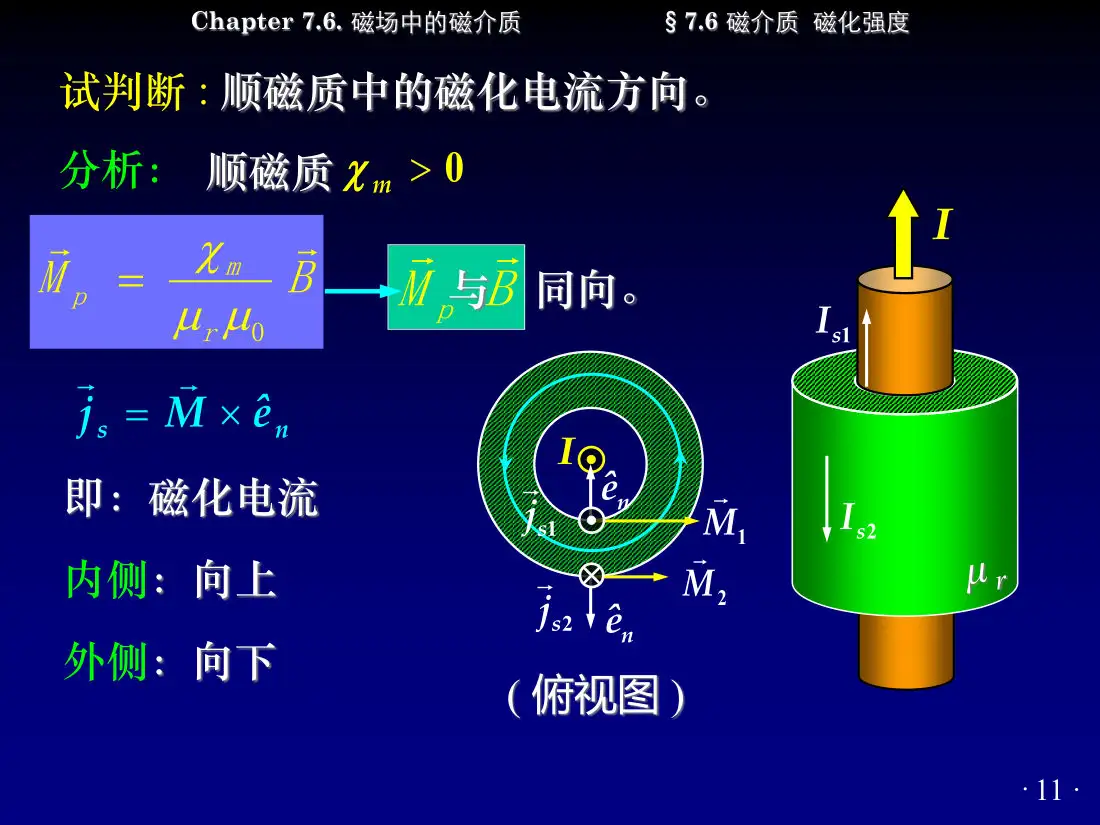 Chapter 7.6. 磁场中的磁介质 §7.6 磁介质 磁化强度
试判断 : 顺磁质中的磁化电流方向。
分析： 顺磁质 χₘ > 0
M⃗ₚ = χₘ / μᵣμ₀ B⃗
M⃗ₚ与B⃗ 同向。
j⃗ₛ = M⃗ × êₙ
即：磁化电流
内侧：向上
外侧：向下
I
êₙ
j⃗ₛ₁
M⃗₁
M⃗₂
j⃗ₛ₂
êₙ
( 俯视图 )
I
Iₛ₁
Iₛ₂
μ ᵣ
· 11 ·